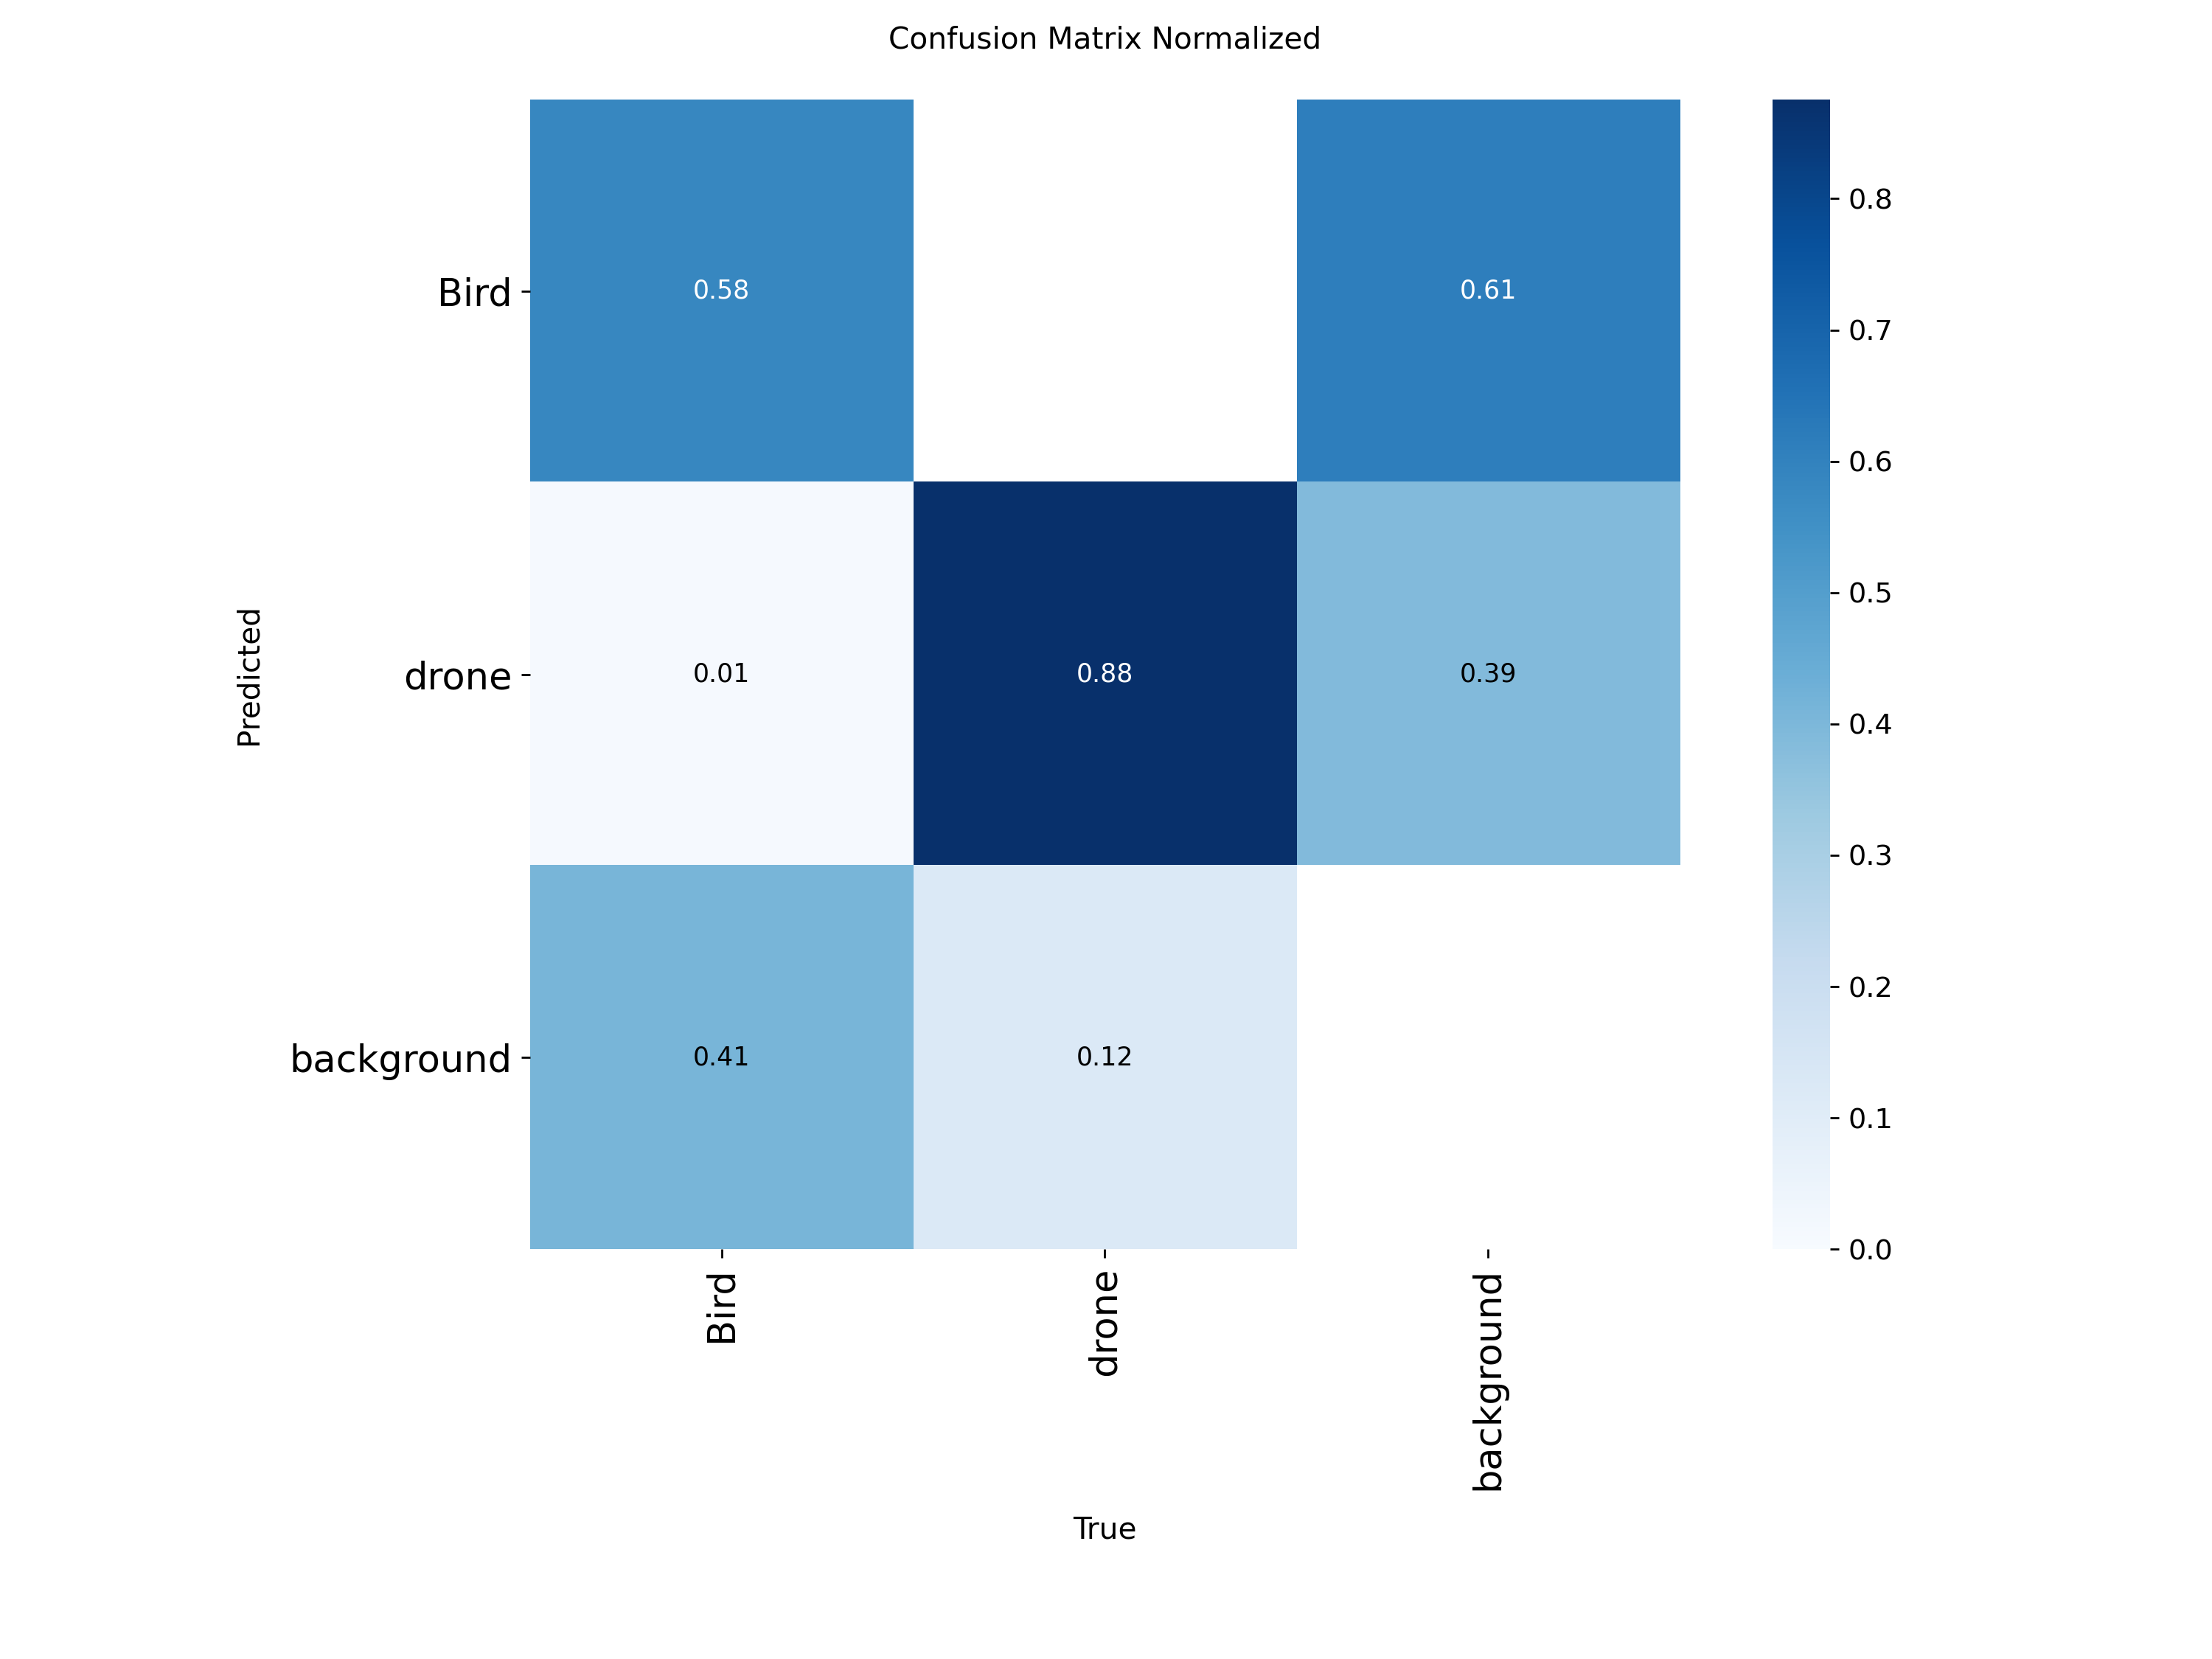 Confusion Matrix Normalized
Bird
0.58
0.61
0.8
0.7
0.6
Predicted
drone
0.01
0.88
0.39
0.5
0.4
0.3
background
0.41
0.12
0.2
0.1
0.0
Bird
drone
background
True